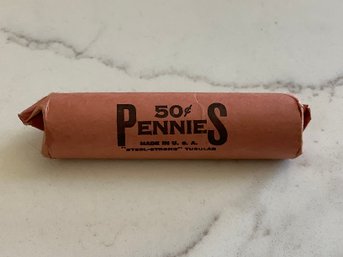 50¢
PENNIES
MADE IN U. S. A.
"STEEL-STRONG" TUBULAR